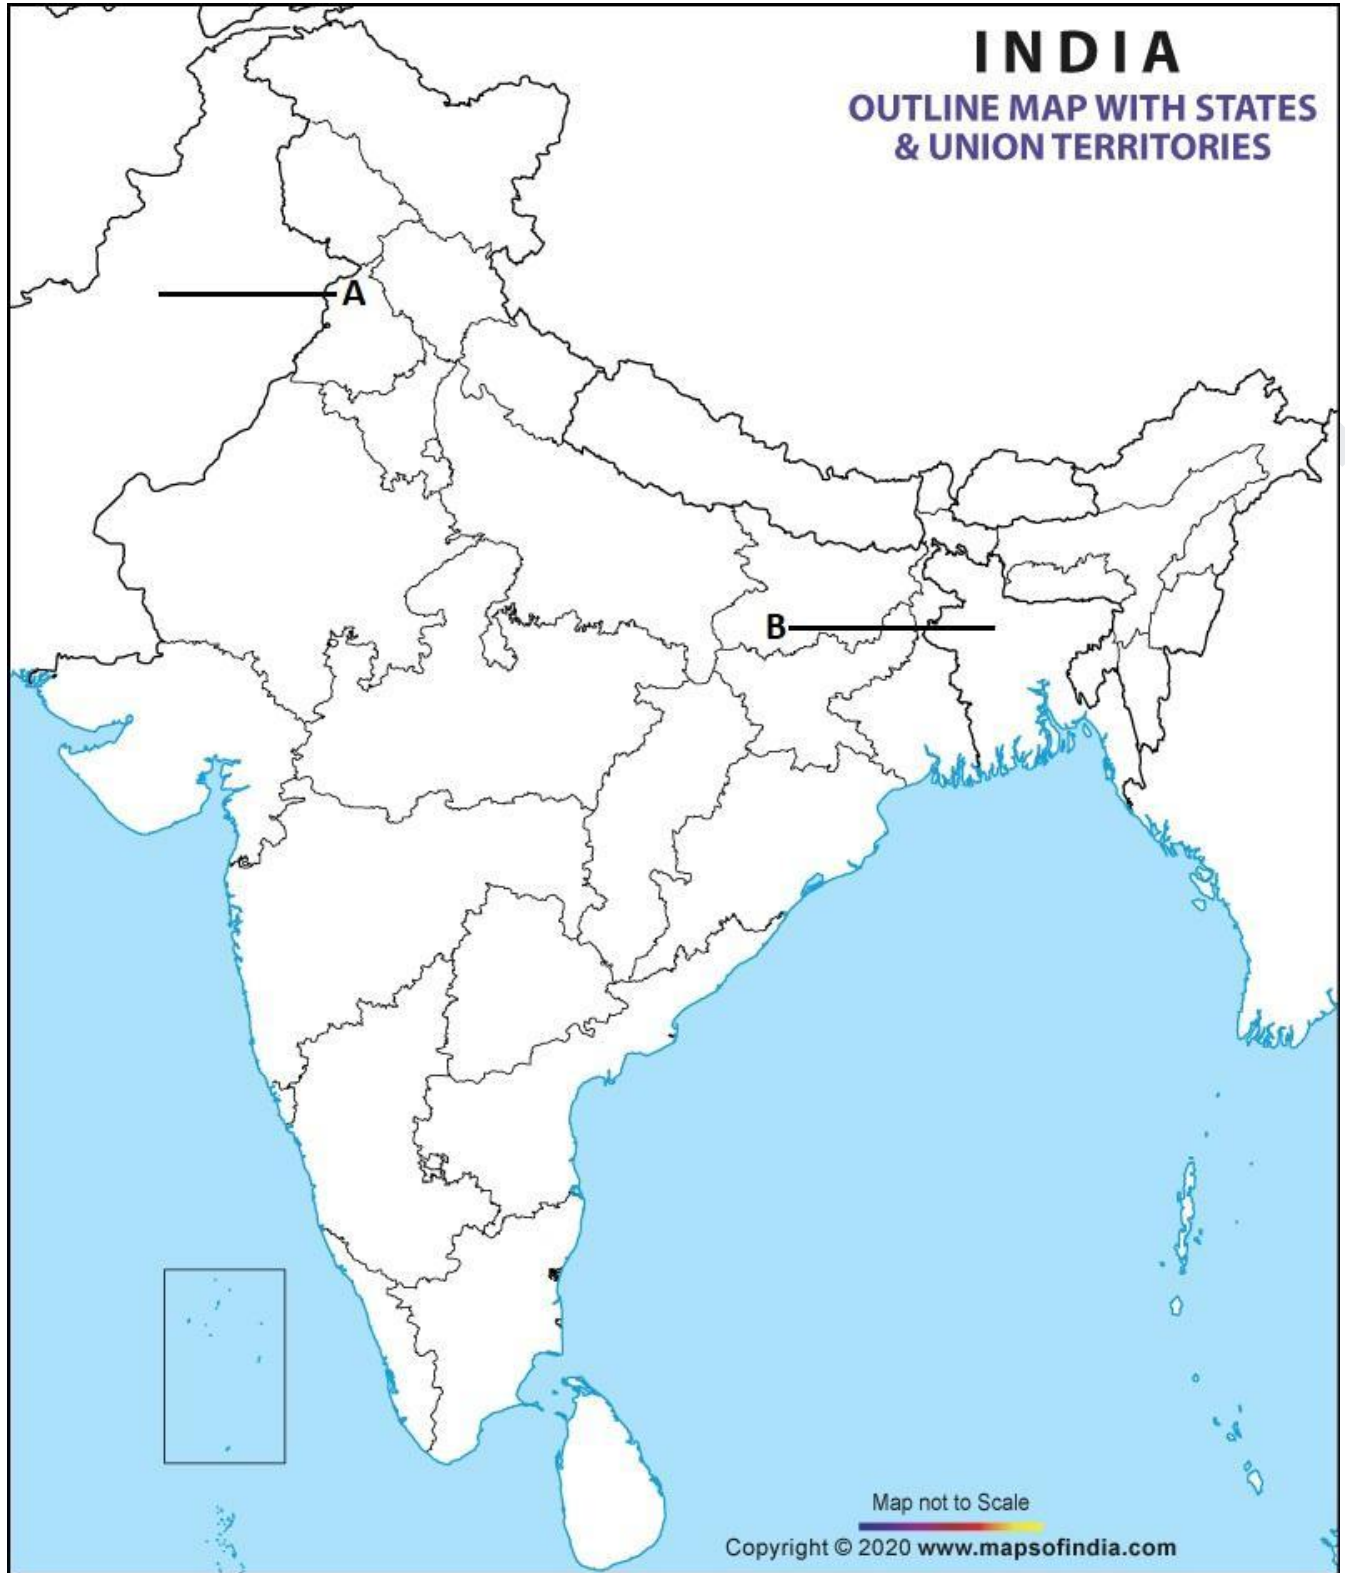 INDIA
OUTLINE MAP WITH STATES
& UNION TERRITORIES
A
B
Map not to Scale
Copyright © 2020 www.mapsofindia.com